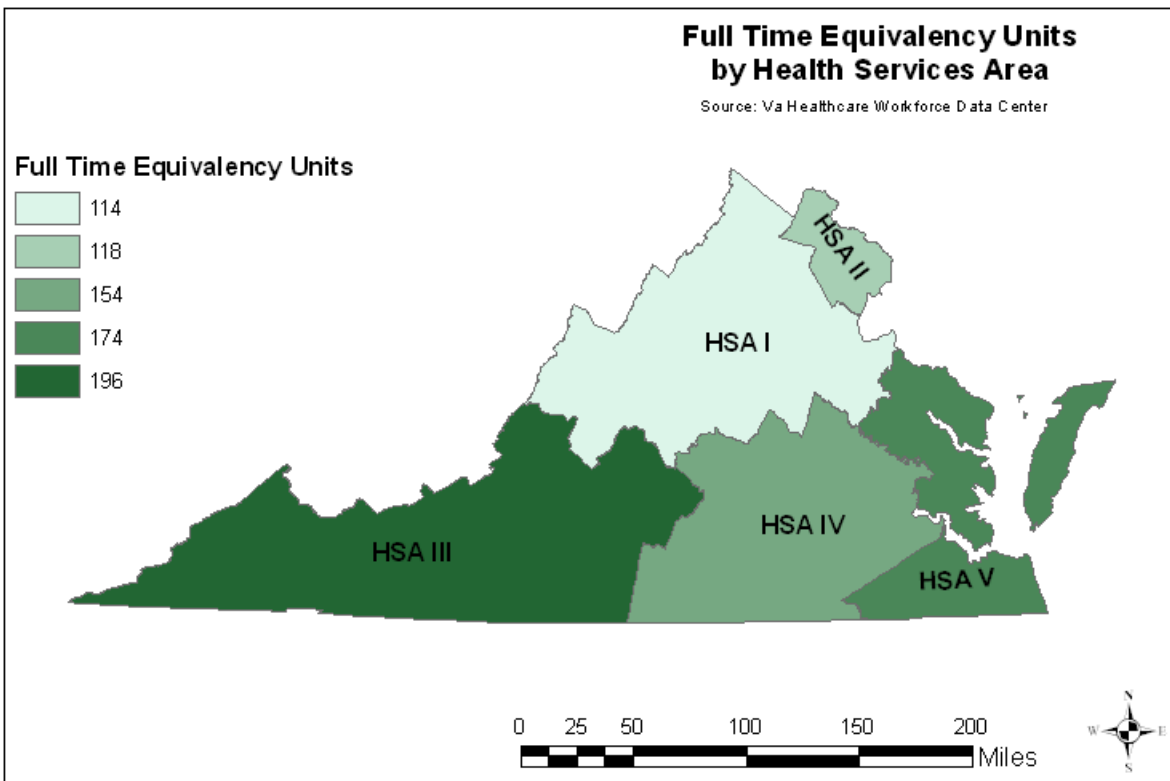 Full Time Equivalency Units
by Health Services Area
Source: Va Healthcare Workforce Data Center
Full Time Equivalency Units
114
118
154
174
196
HSA II
HSA I
HSA IV
HSA III
HSA V
0 25 50 100 150 200
Miles
N
W E
S